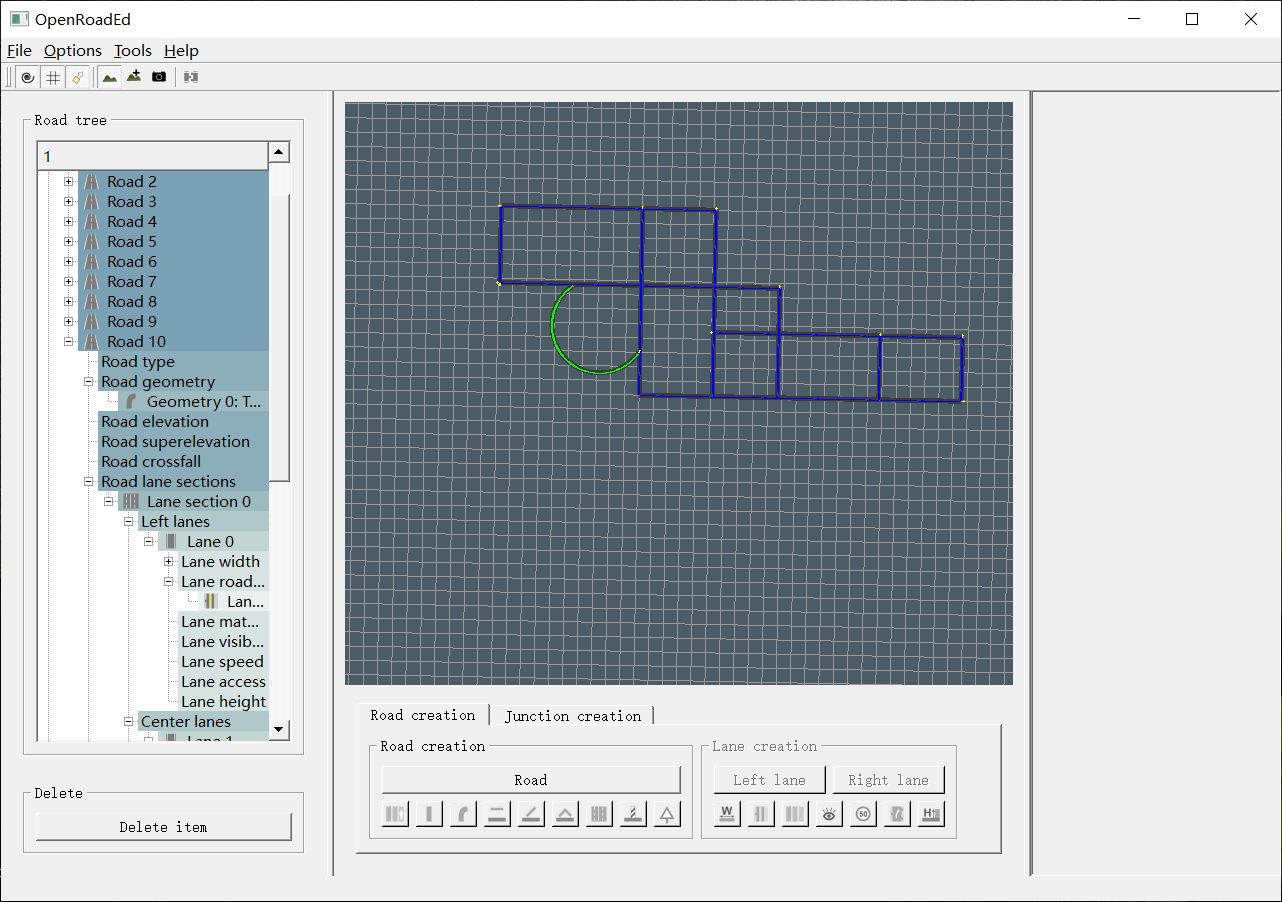 OpenRoadEd
File Options Tools Help
Road tree
1
Road 2
Road 3
Road 4
Road 5
Road 6
Road 7
Road 8
Road 9
Road 10
Road type
Road geometry
Geometry 0: T...
Road elevation
Road superelevation
Road crossfall
Road lane sections
Lane section 0
Left lanes
Lane 0
Lane width
Lane road...
Lan...
Lane mat...
Lane visib...
Lane speed
Lane access
Lane height
Center lanes
Lane 1
Delete
Delete item
Road creation Junction creation
Road creation
Road
Lane creation
Left lane Right lane
W 50 H